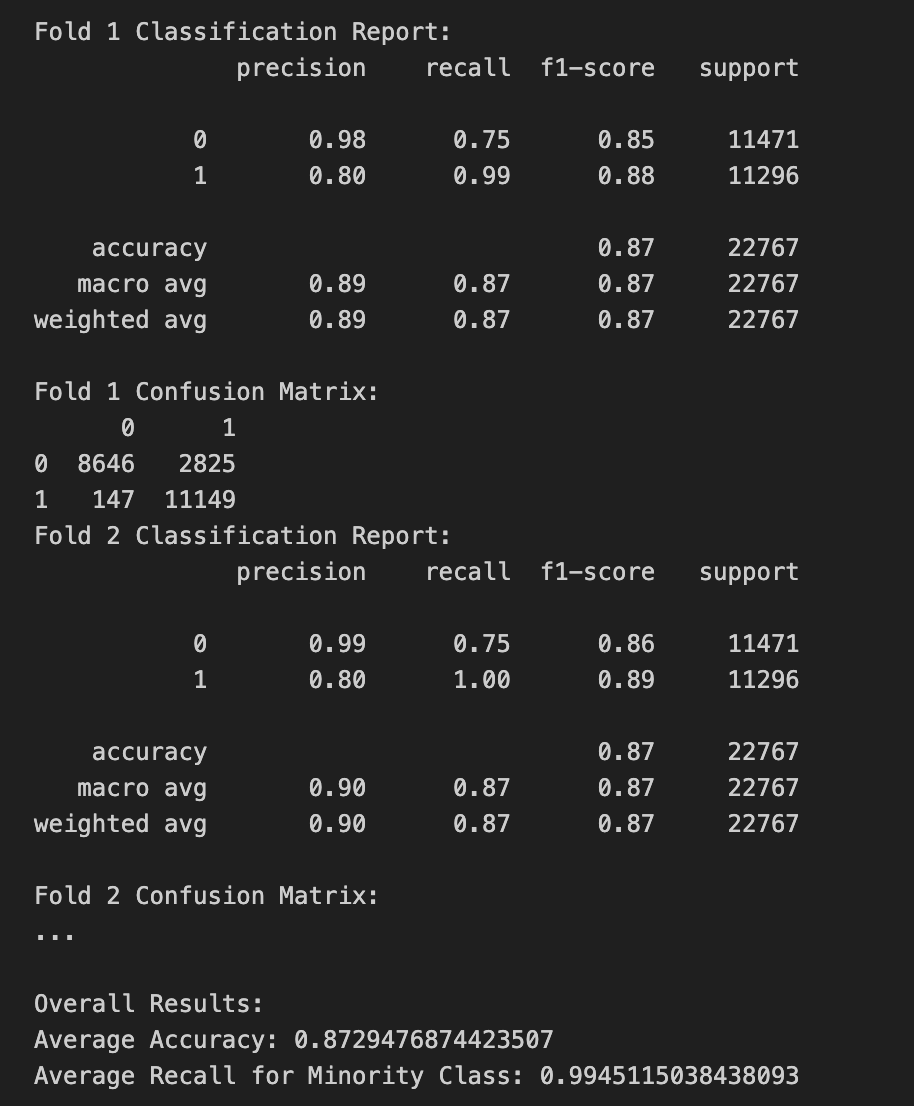 Fold 1 Classification Report:
precision recall f1-score support
0 0.98 0.75 0.85 11471
1 0.80 0.99 0.88 11296
accuracy 0.87 22767
macro avg 0.89 0.87 0.87 22767
weighted avg 0.89 0.87 0.87 22767
Fold 1 Confusion Matrix:
0 1
0 8646 2825
1 147 11149
Fold 2 Classification Report:
precision recall f1-score support
0 0.99 0.75 0.86 11471
1 0.80 1.00 0.89 11296
accuracy 0.87 22767
macro avg 0.90 0.87 0.87 22767
weighted avg 0.90 0.87 0.87 22767
Fold 2 Confusion Matrix:
...
Overall Results:
Average Accuracy: 0.8729476874423507
Average Recall for Minority Class: 0.9945115038438093